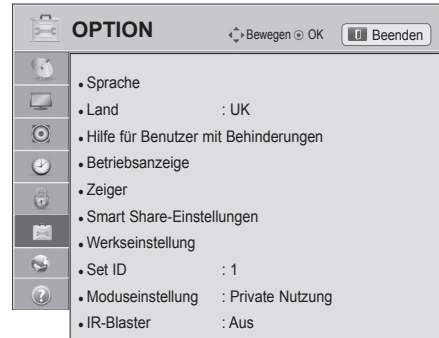 OPTION
Bewegen OK
Beenden
• Sprache
• Land : UK
• Hilfe für Benutzer mit Behinderungen
• Betriebsanzeige
• Zeiger
• Smart Share-Einstellungen
• Werkseinstellung
• Set ID : 1
• Moduseinstellung : Private Nutzung
• IR-Blaster : Aus